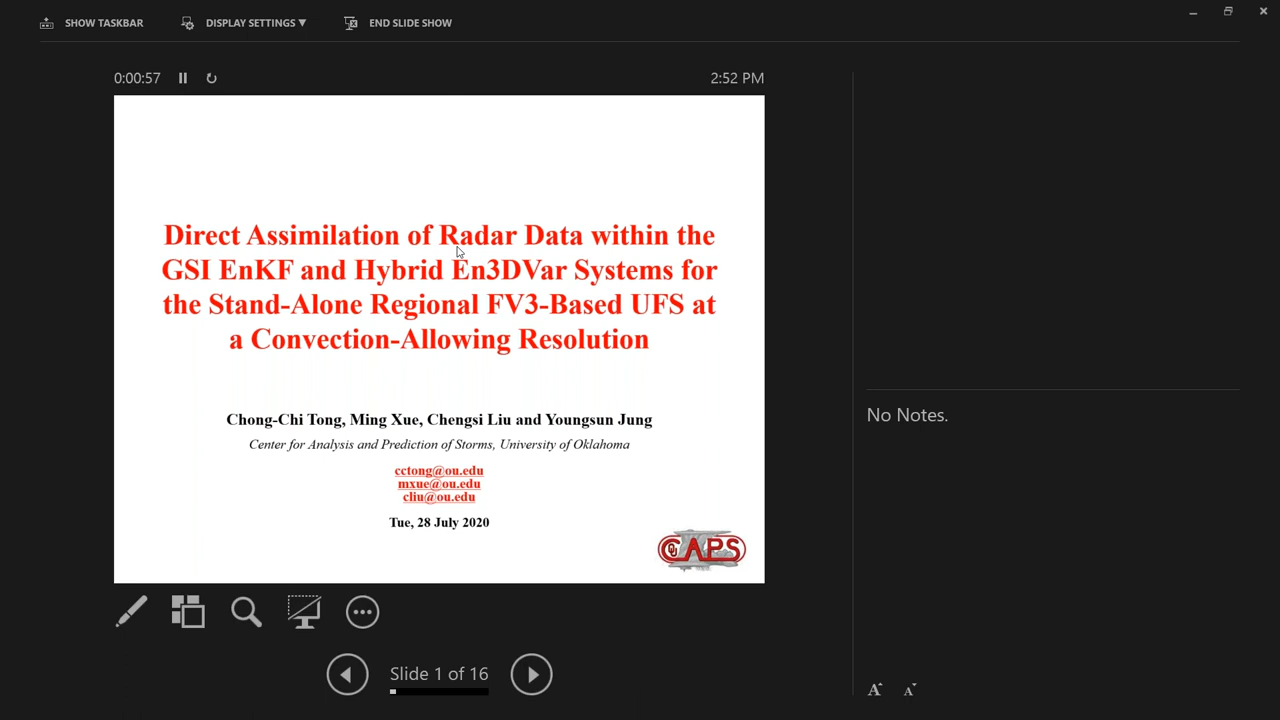 SHOW TASKBAR DISPLAY SETTINGS ▼ END SLIDE SHOW
0:00:57 2:52 PM
Direct Assimilation of Radar Data within the
GSI EnKF and Hybrid En3DVar Systems for
the Stand-Alone Regional FV3-Based UFS at
a Convection-Allowing Resolution
Chong-Chi Tong, Ming Xue, Chengsi Liu and Youngsun Jung
Center for Analysis and Prediction of Storms, University of Oklahoma
cctong@ou.edu
mxue@ou.edu
cliu@ou.edu
Tue, 28 July 2020
CAPS
No Notes.
Slide 1 of 16
A A